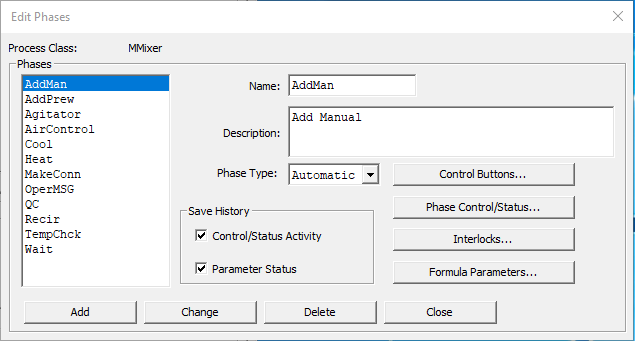 Edit Phases
Process Class: MMixer
Phases
AddMan
AddPrew
Agitator
AirControl
Cool
Heat
MakeConn
OperMSG
QC
Recir
TempChck
Wait
Name: AddMan
Description: Add Manual
Phase Type: Automatic
Save History
Control/Status Activity
Parameter Status
Control Buttons...
Phase Control/Status...
Interlocks...
Formula Parameters...
Add Change Delete Close